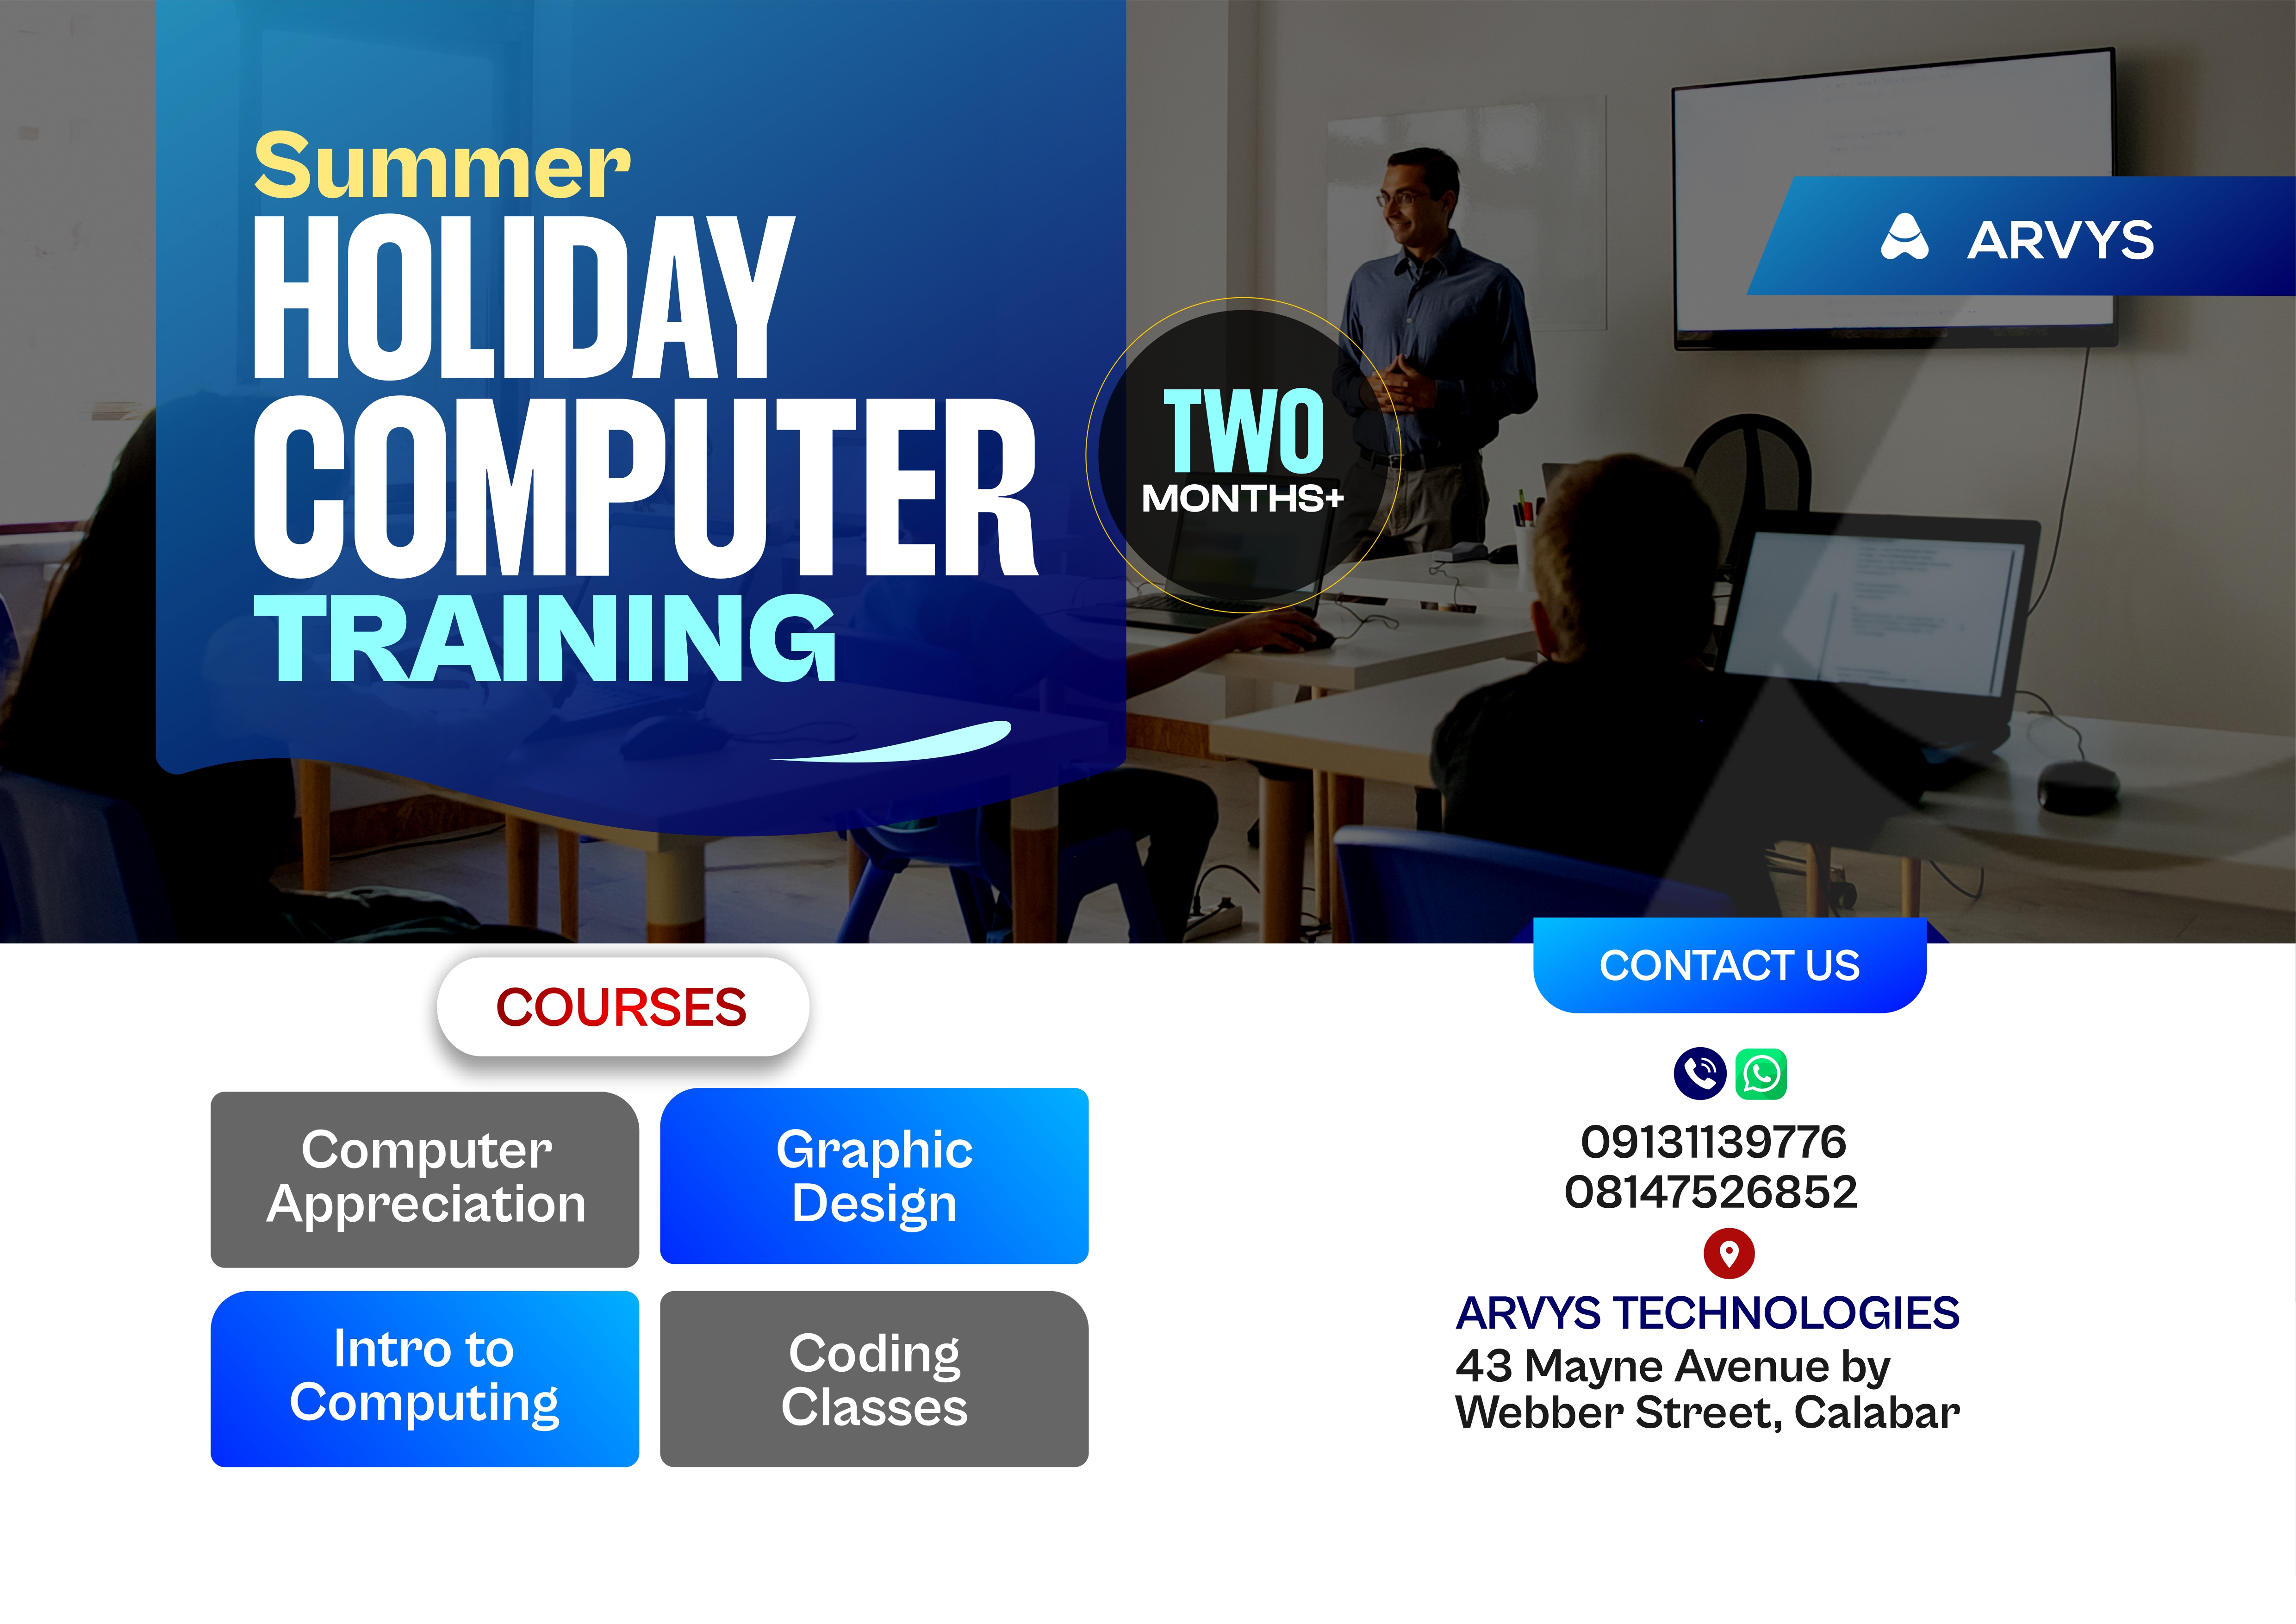 Summer
HOLIDAY
COMPUTER
TRAINING
TWO
MONTHS+
ARVYS
COURSES
Computer
Appreciation
Graphic
Design
Intro to
Computing
Coding
Classes
CONTACT US
09131139776
08147526852
ARVYS TECHNOLOGIES
43 Mayne Avenue by
Webber Street, Calabar